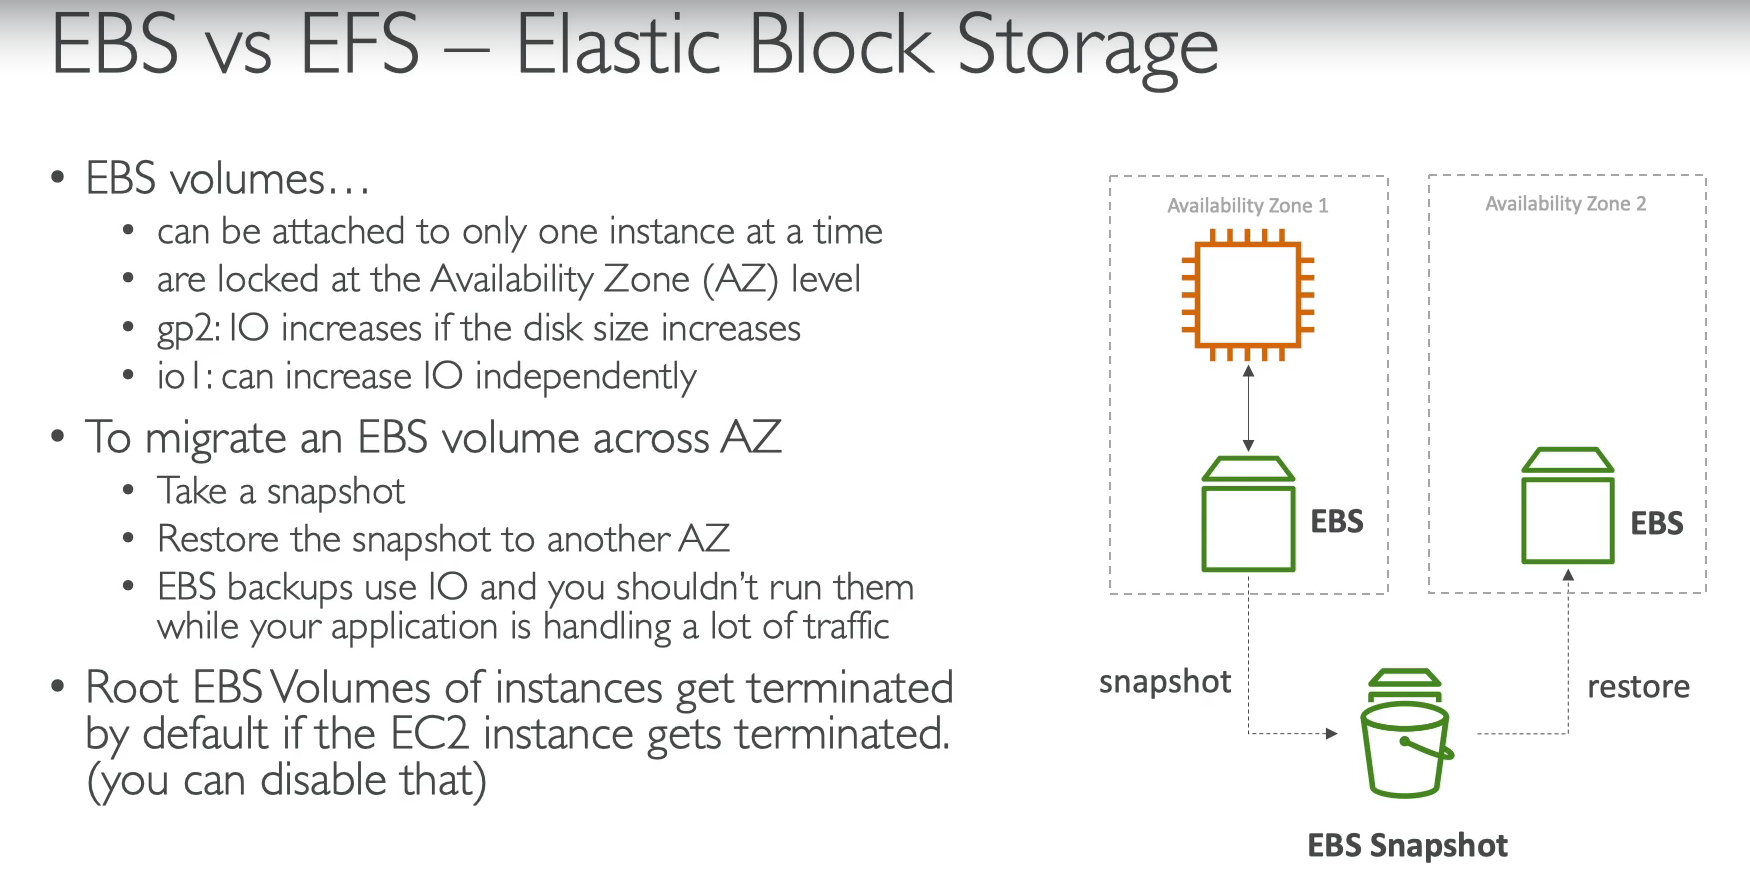 EBS vs EFS – Elastic Block Storage
• EBS volumes…
• can be attached to only one instance at a time
• are locked at the Availability Zone (AZ) level
• gp2: IO increases if the disk size increases
• io1: can increase IO independently
• To migrate an EBS volume across AZ
• Take a snapshot
• Restore the snapshot to another AZ
• EBS backups use IO and you shouldn’t run them
while your application is handling a lot of traffic
• Root EBS Volumes of instances get terminated
by default if the EC2 instance gets terminated.
(you can disable that)
Availability Zone 1
Availability Zone 2
EBS
EBS
snapshot
restore
EBS Snapshot